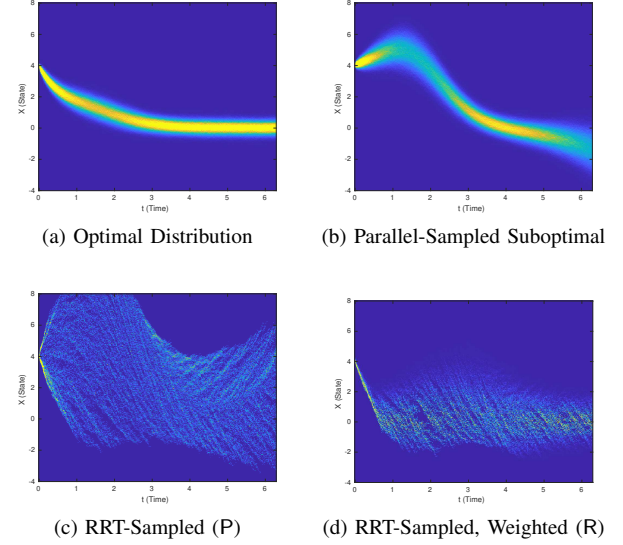 8
6
4
2
0
-2
-4
X (State)
0 1 2 3 4 5 6
t (Time)
(a) Optimal Distribution
8
6
4
2
0
-2
-4
X (State)
0 1 2 3 4 5 6
t (Time)
(b) Parallel-Sampled Suboptimal
8
6
4
2
0
-2
-4
X (State)
0 1 2 3 4 5 6
t (Time)
(c) RRT-Sampled (P)
8
6
4
2
0
-2
-4
X (State)
0 1 2 3 4 5 6
t (Time)
(d) RRT-Sampled, Weighted (R)